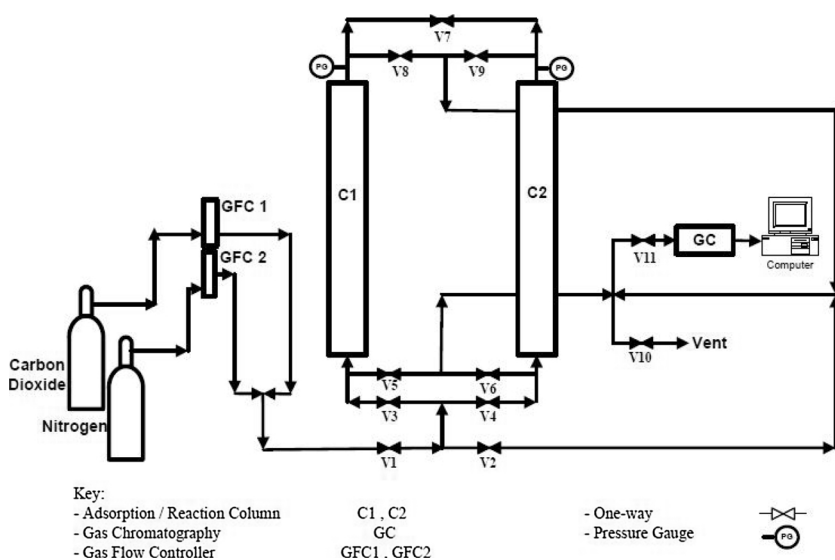 V7
PG
V8
V9
PG
C1
C2
GFC 1
GFC 2
GC
V11
Computer
Carbon
Dioxide
Nitrogen
V10
Vent
V5
V6
V3
V4
V1
V2
Key:
- Adsorption / Reaction Column C1 , C2 - One-way
- Gas Chromatography GC - Pressure Gauge PG
- Gas Flow Controller GFC1 , GFC2